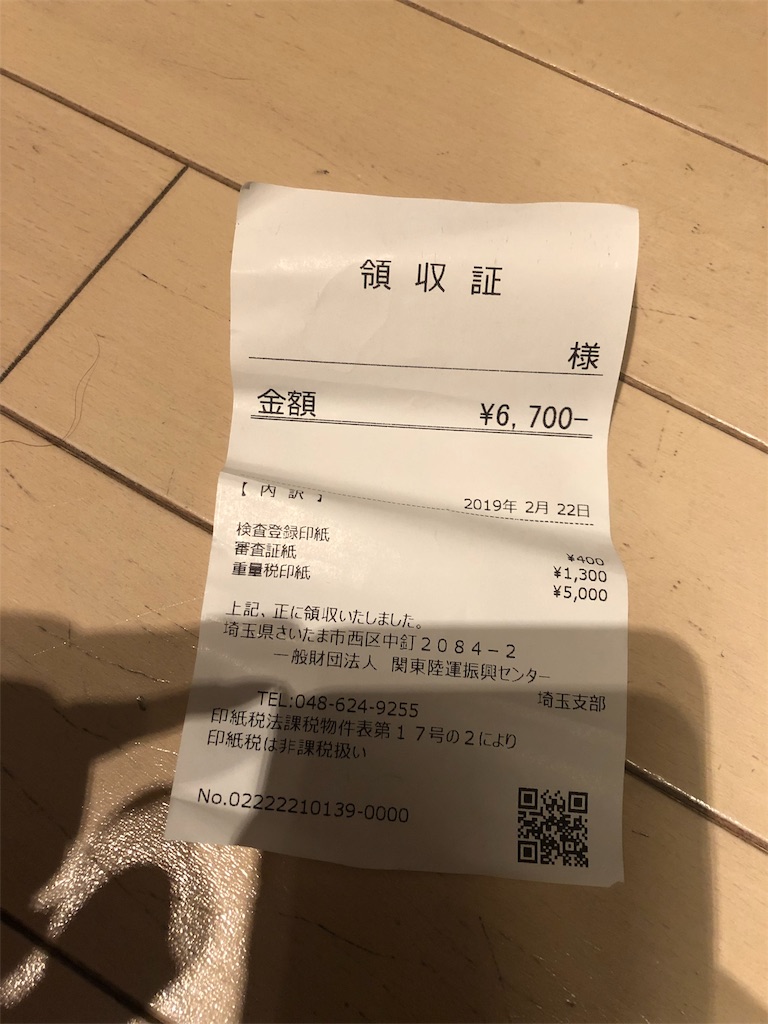 領収証
様
金額 ¥6,700-
【 内 訳 】 2019年 2月 22日
検査登録印紙 ¥400
審査証紙 ¥1,300
重量税印紙 ¥5,000
上記、正に領収いたしました。
埼玉県さいたま市西区中釘2084-2
一般財団法人 関東陸運振興センター
埼玉支部
TEL:048-624-9255
印紙税法課税物件表第17号の2により
印紙税は非課税扱い
No.02222210139-0000